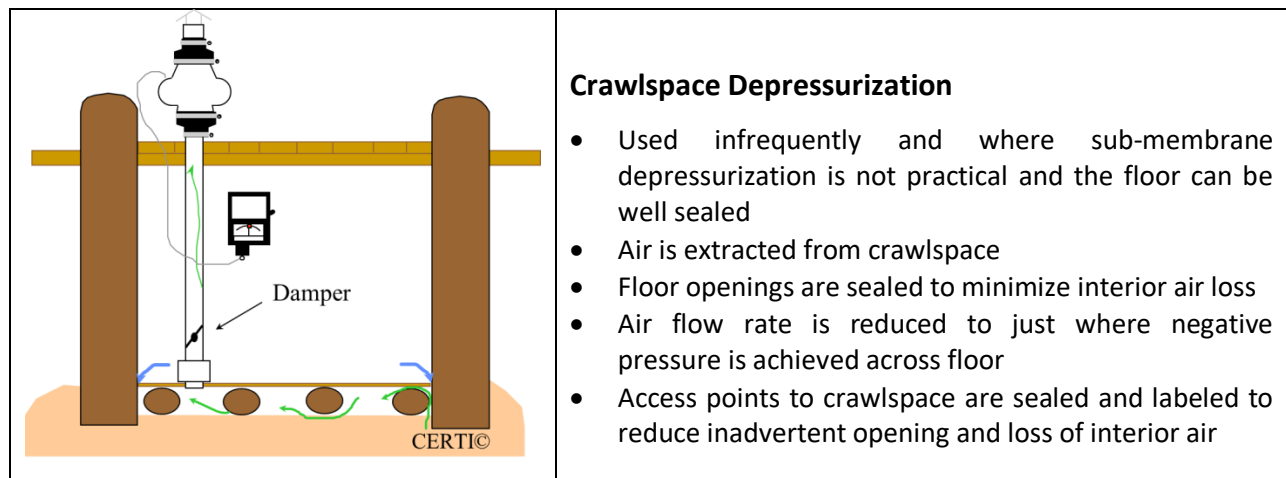 Damper
CERTI©
Crawlspace Depressurization
• Used infrequently and where sub-membrane
depressurization is not practical and the floor can be
well sealed
• Air is extracted from crawlspace
• Floor openings are sealed to minimize interior air loss
• Air flow rate is reduced to just where negative
pressure is achieved across floor
• Access points to crawlspace are sealed and labeled to
reduce inadvertent opening and loss of interior air